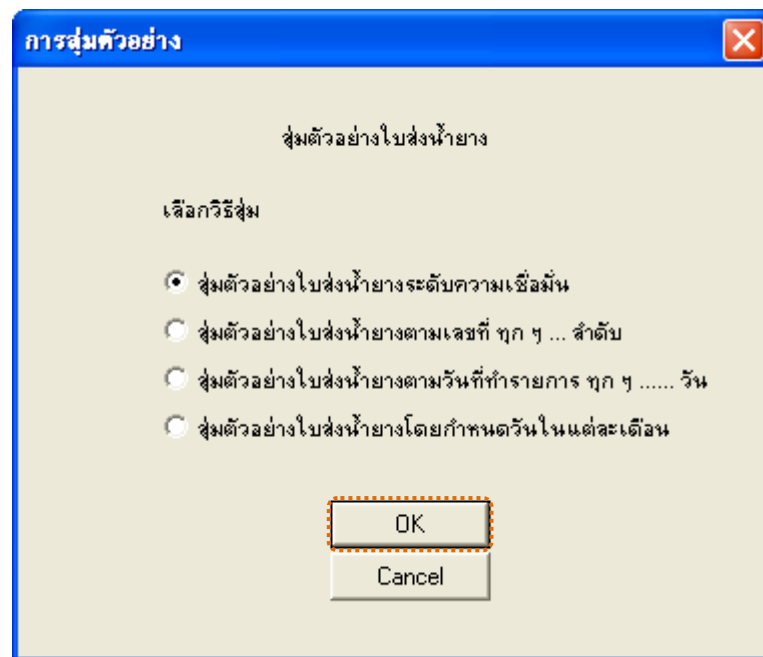 การสุ่มตัวอย่าง
สุ่มตัวอย่างใบส่งน้ำยาง
เลือกวิธีสุ่ม
สุ่มตัวอย่างใบส่งน้ำยางระดับความเชื่อมั่น
สุ่มตัวอย่างใบส่งน้ำยางตามเลขที่ ทุก ๆ ... ลำดับ
สุ่มตัวอย่างใบส่งน้ำยางตามวันที่ทำรายการ ทุก ๆ ...... วัน
สุ่มตัวอย่างใบส่งน้ำยางโดยกำหนดวันในแต่ละเดือน
OK
Cancel